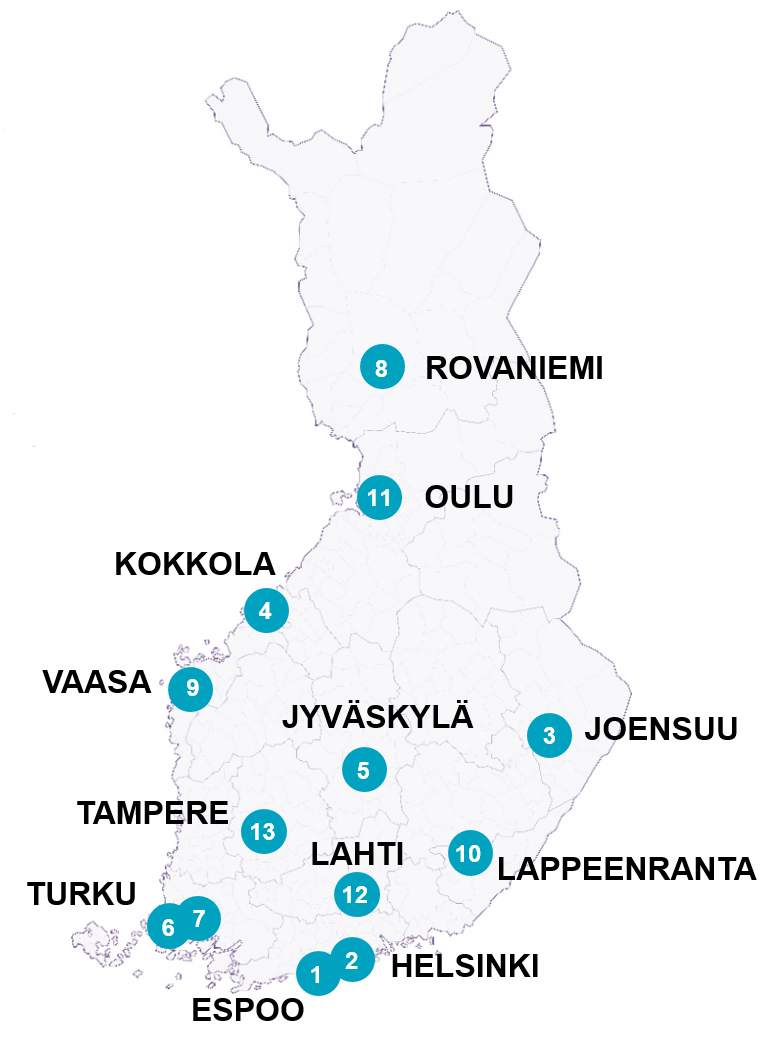 8 ROVANIEMI
11 OULU
KOKKOLA
4
VAASA 9
JYVÄSKYLÄ
3 JOENSUU
5
TAMPERE 13
LAHTI
10 LAPPEENRANTA
12
TURKU
6 7
2 HELSINKI
1
ESPOO